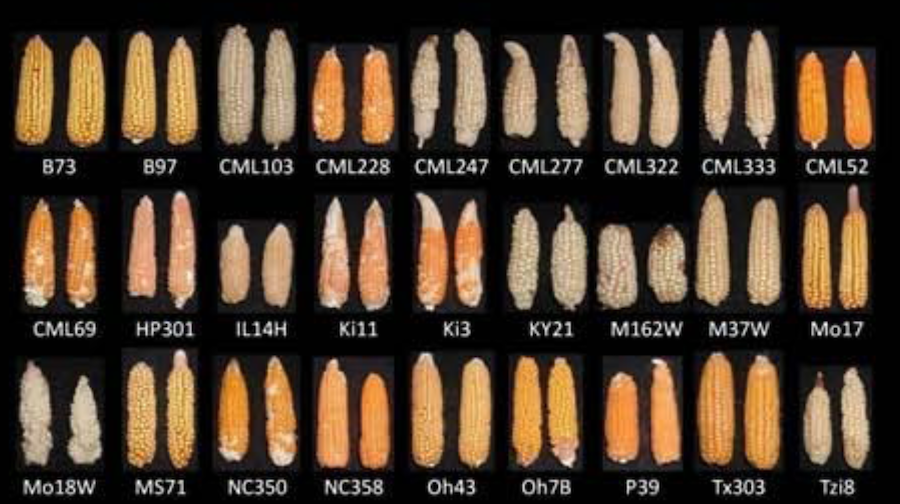 B73 B97 CML103 CML228 CML247 CML277 CML322 CML333 CML52
CML69 HP301 IL14H Ki11 Ki3 KY21 M162W M37W Mo17
Mo18W MS71 NC350 NC358 Oh43 Oh7B P39 Tx303 Tzi8